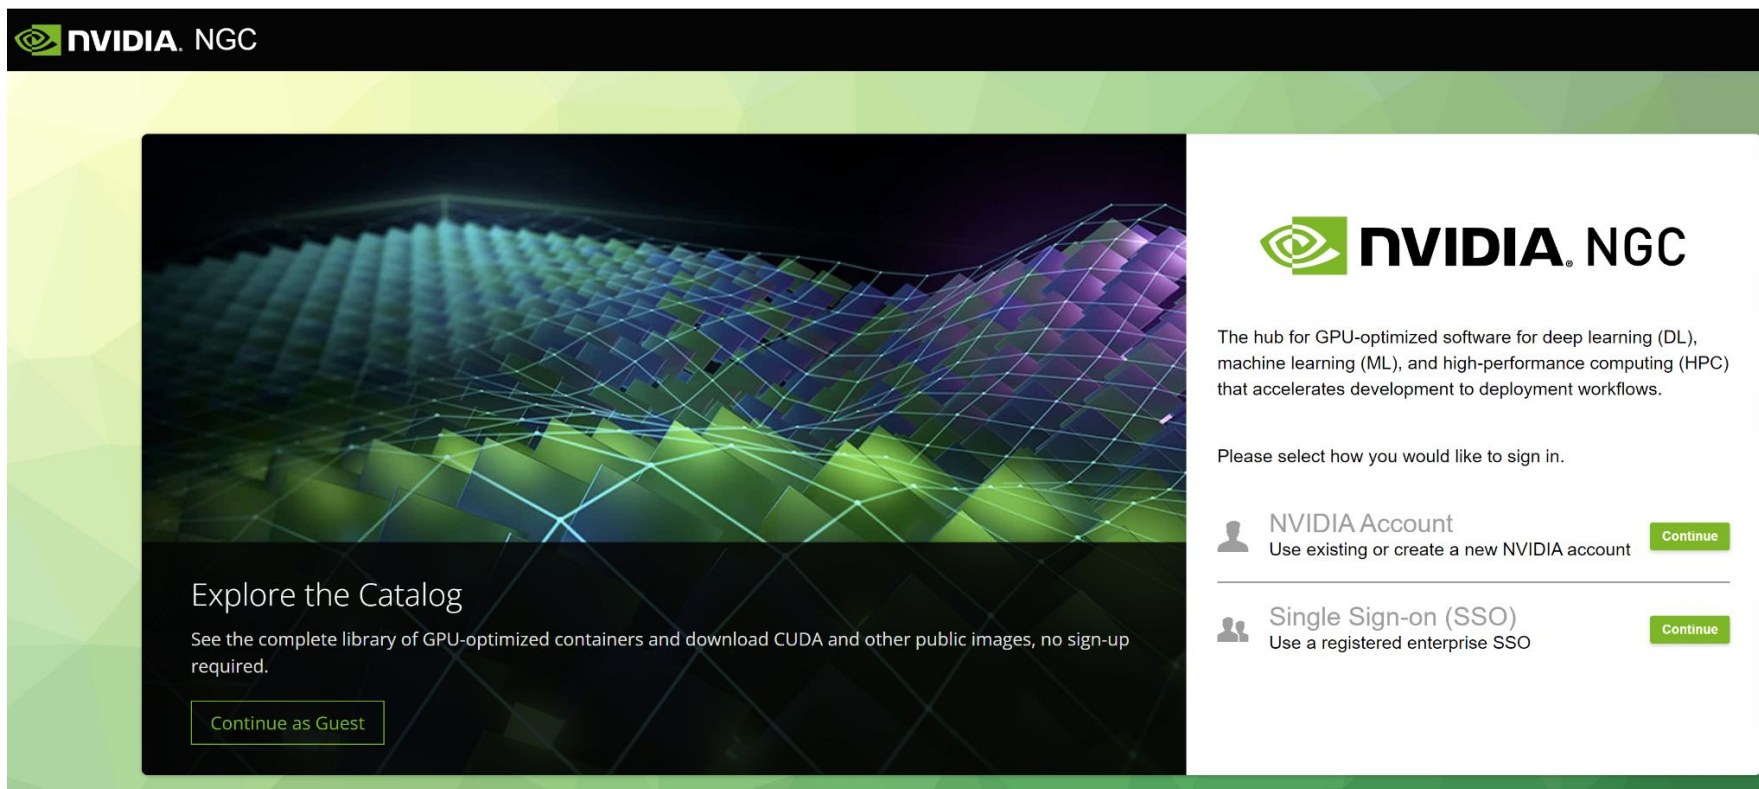 NVIDIA. NGC
Explore the Catalog
See the complete library of GPU-optimized containers and download CUDA and other public images, no sign-up
required.
Continue as Guest
NVIDIA. NGC
The hub for GPU-optimized software for deep learning (DL),
machine learning (ML), and high-performance computing (HPC)
that accelerates development to deployment workflows.
Please select how you would like to sign in.
NVIDIA Account
Use existing or create a new NVIDIA account
Continue
Single Sign-on (SSO)
Use a registered enterprise SSO
Continue